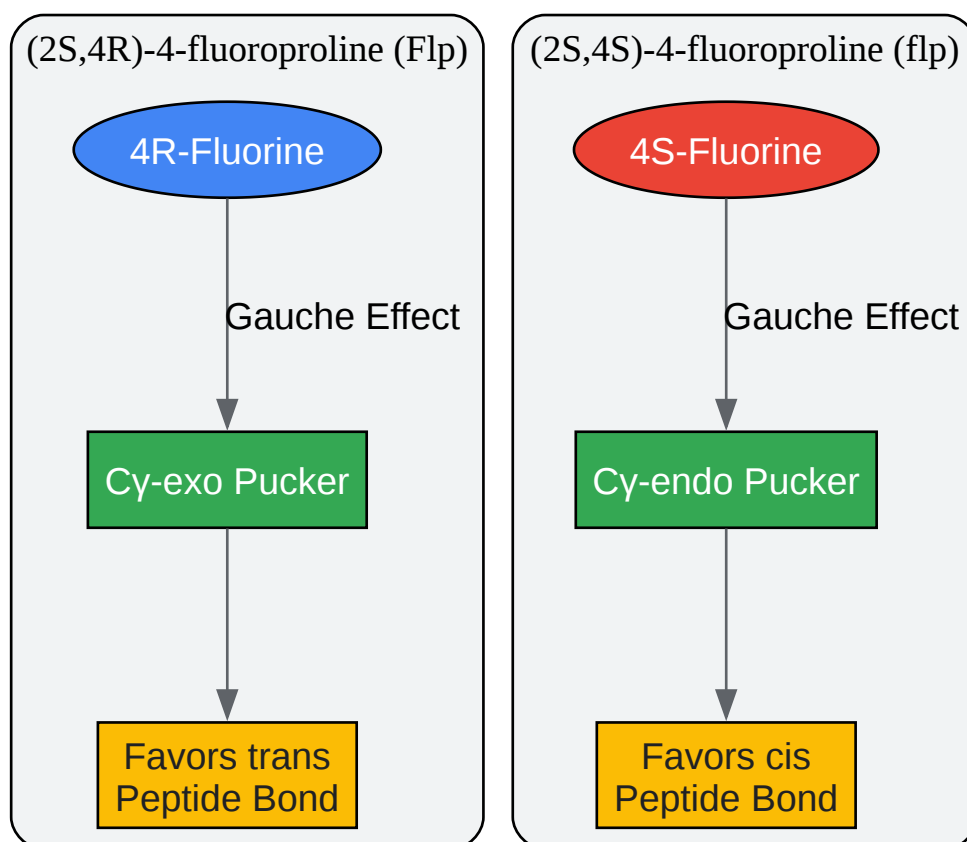 (2S,4R)-4-fluoroproline (Flp)
4R-Fluorine
Gauche Effect
Cγ-exo Pucker
Favors trans
Peptide Bond
(2S,4S)-4-fluoroproline (flp)
4S-Fluorine
Gauche Effect
Cγ-endo Pucker
Favors cis
Peptide Bond